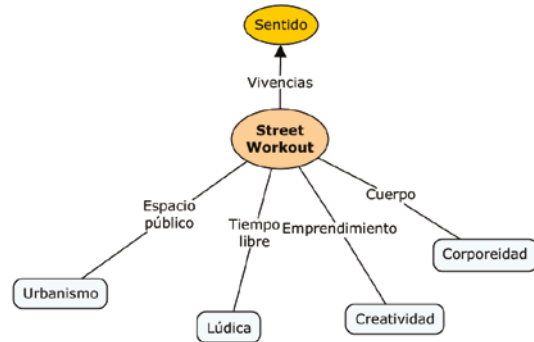 Sentido
Vivencias
Street
Workout
Cuerpo
Espacio
público
Tiempo
libre
Emprendimiento
Corporeidad
Urbanismo
Lúdica
Creatividad